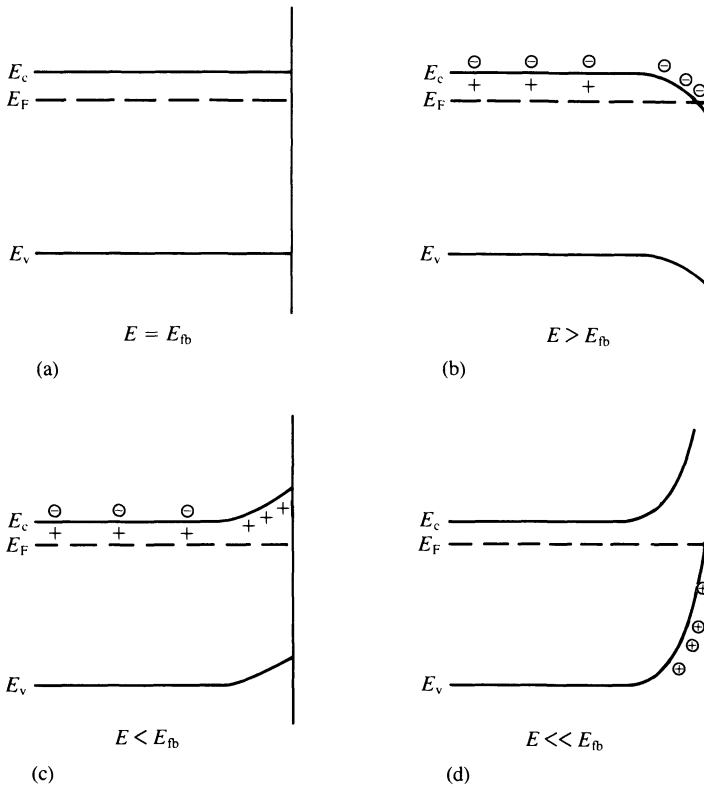 E_c
E_F
E_v
E = E_fb
(a)
⊖ ⊖ ⊖ ⊖ ⊖ ⊖
E_c
+ + +
E_F
E_v
E > E_fb
(b)
⊖ ⊖ ⊖
E_c
+ + + + + +
E_F
E_v
E < E_fb
(c)
E_c
E_F
⊕ ⊕ ⊕ ⊕
E_v
E << E_fb
(d)